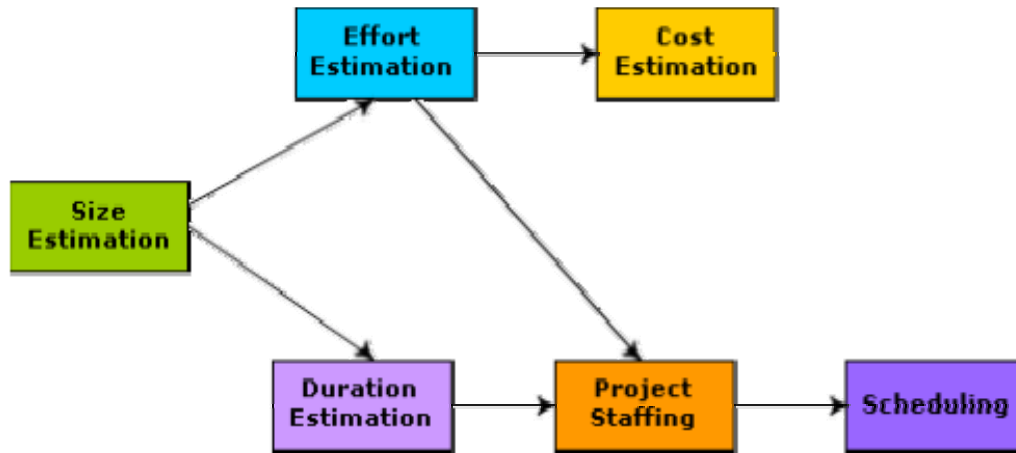 Effort
Estimation
Cost
Estimation
Size
Estimation
Duration
Estimation
Project
Staffing
Scheduling